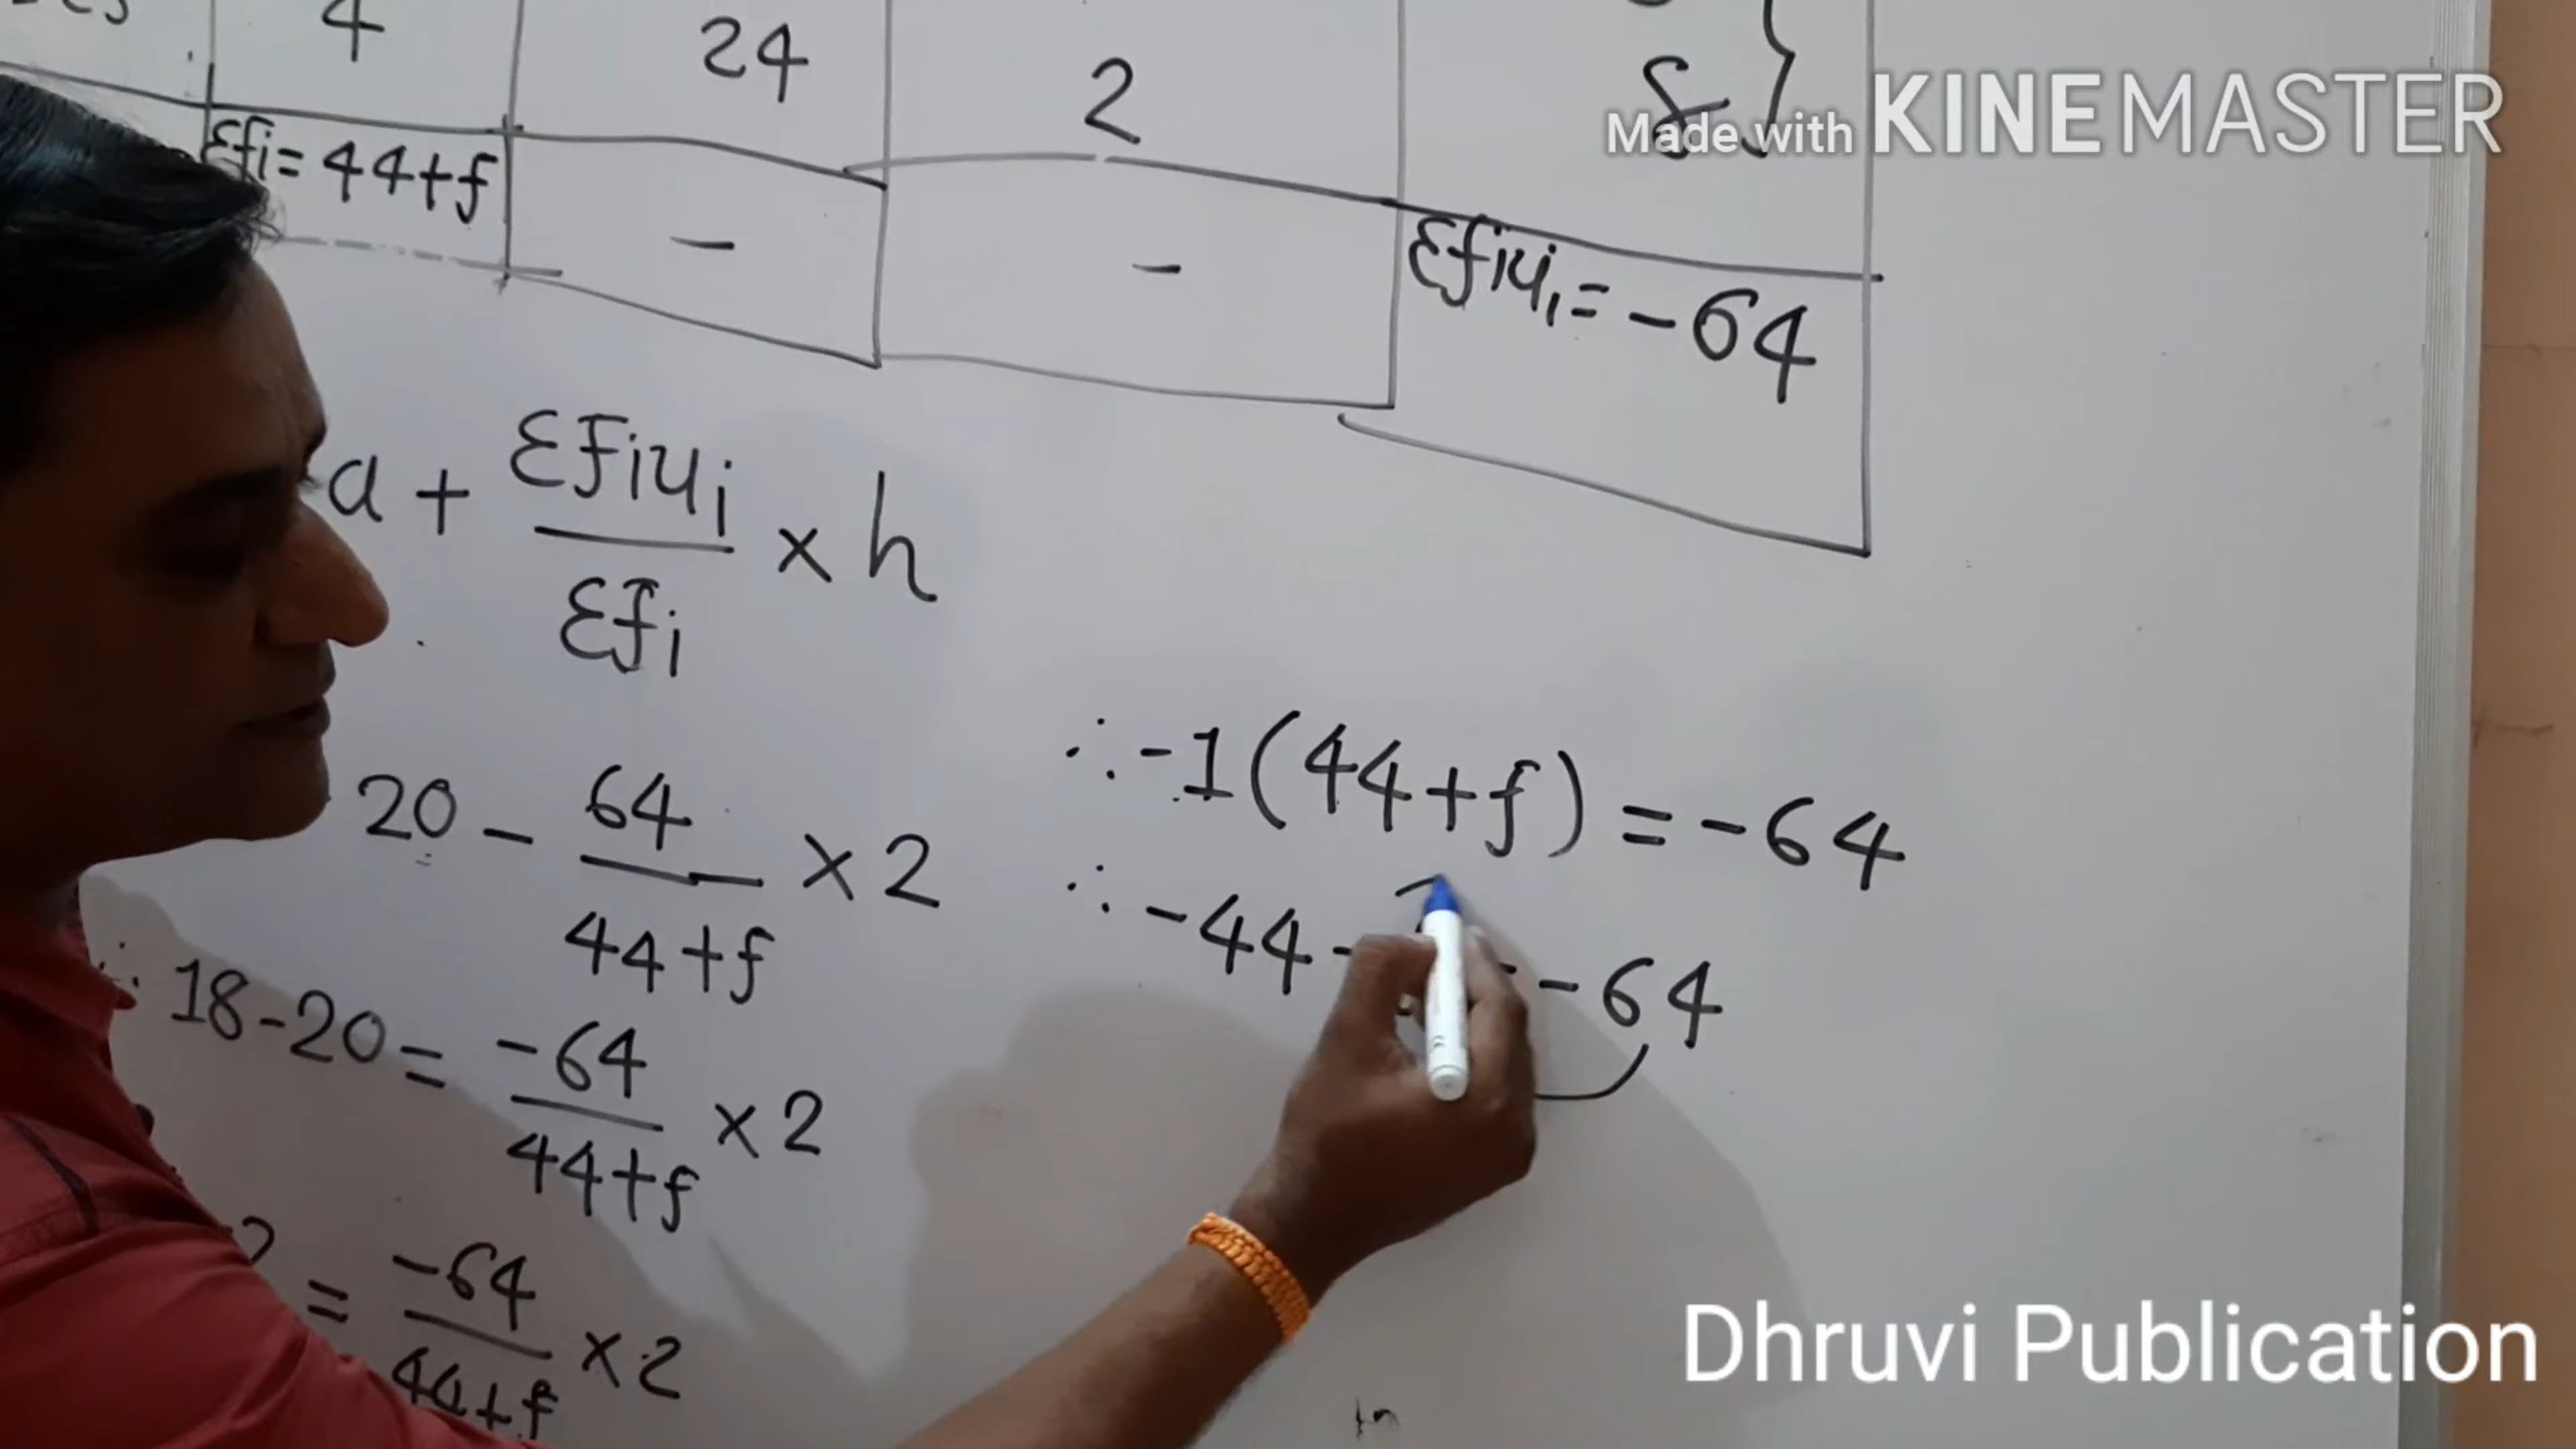 4 24 2 8
Made with KINEMASTER
Σfi = 44+f - - Σfiui = -64
a + Σfiui / Σfi × h
20 - 64 / 44+f × 2
∴ 18-20 = -64 / 44+f × 2
= -64 / 44+f × 2
∴ -1(44+f) = -64
∴ -44 - -64
Dhruvi Publication